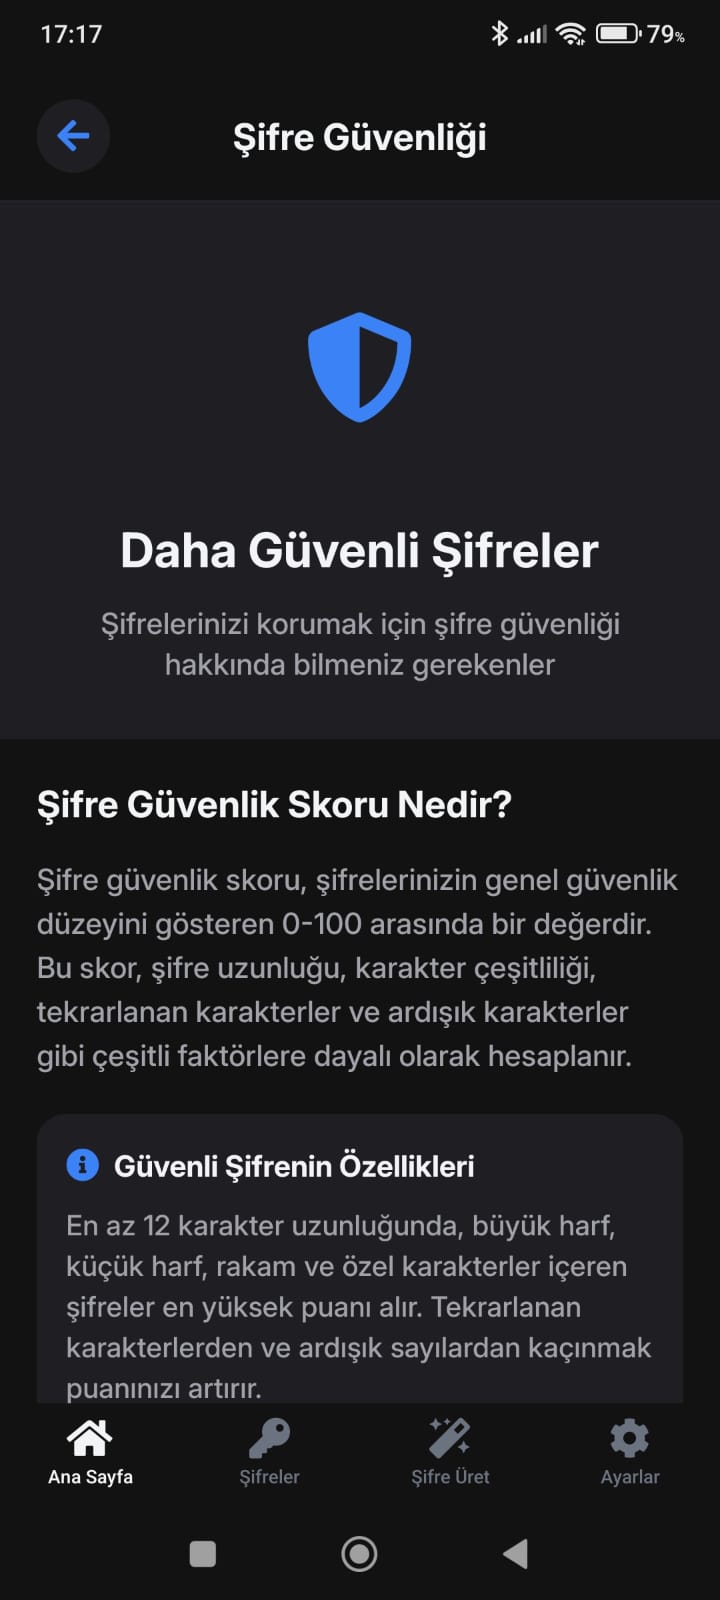 17:17
79%
Şifre Güvenliği
Daha Güvenli Şifreler
Şifrelerinizi korumak için şifre güvenliği
hakkında bilmeniz gerekenler
Şifre Güvenlik Skoru Nedir?
Şifre güvenlik skoru, şifrelerinizin genel güvenlik
düzeyini gösteren 0-100 arasında bir değerdir.
Bu skor, şifre uzunluğu, karakter çeşitliliği,
tekrarlanan karakterler ve ardışık karakterler
gibi çeşitli faktörlere dayalı olarak hesaplanır.
Güvenli Şifrenin Özellikleri
En az 12 karakter uzunluğunda, büyük harf,
küçük harf, rakam ve özel karakterler içeren
şifreler en yüksek puanı alır. Tekrarlanan
karakterlerden ve ardışık sayılardan kaçınmak
puanınızı artırır.
Ana Sayfa
Şifreler
Şifre Üret
Ayarlar